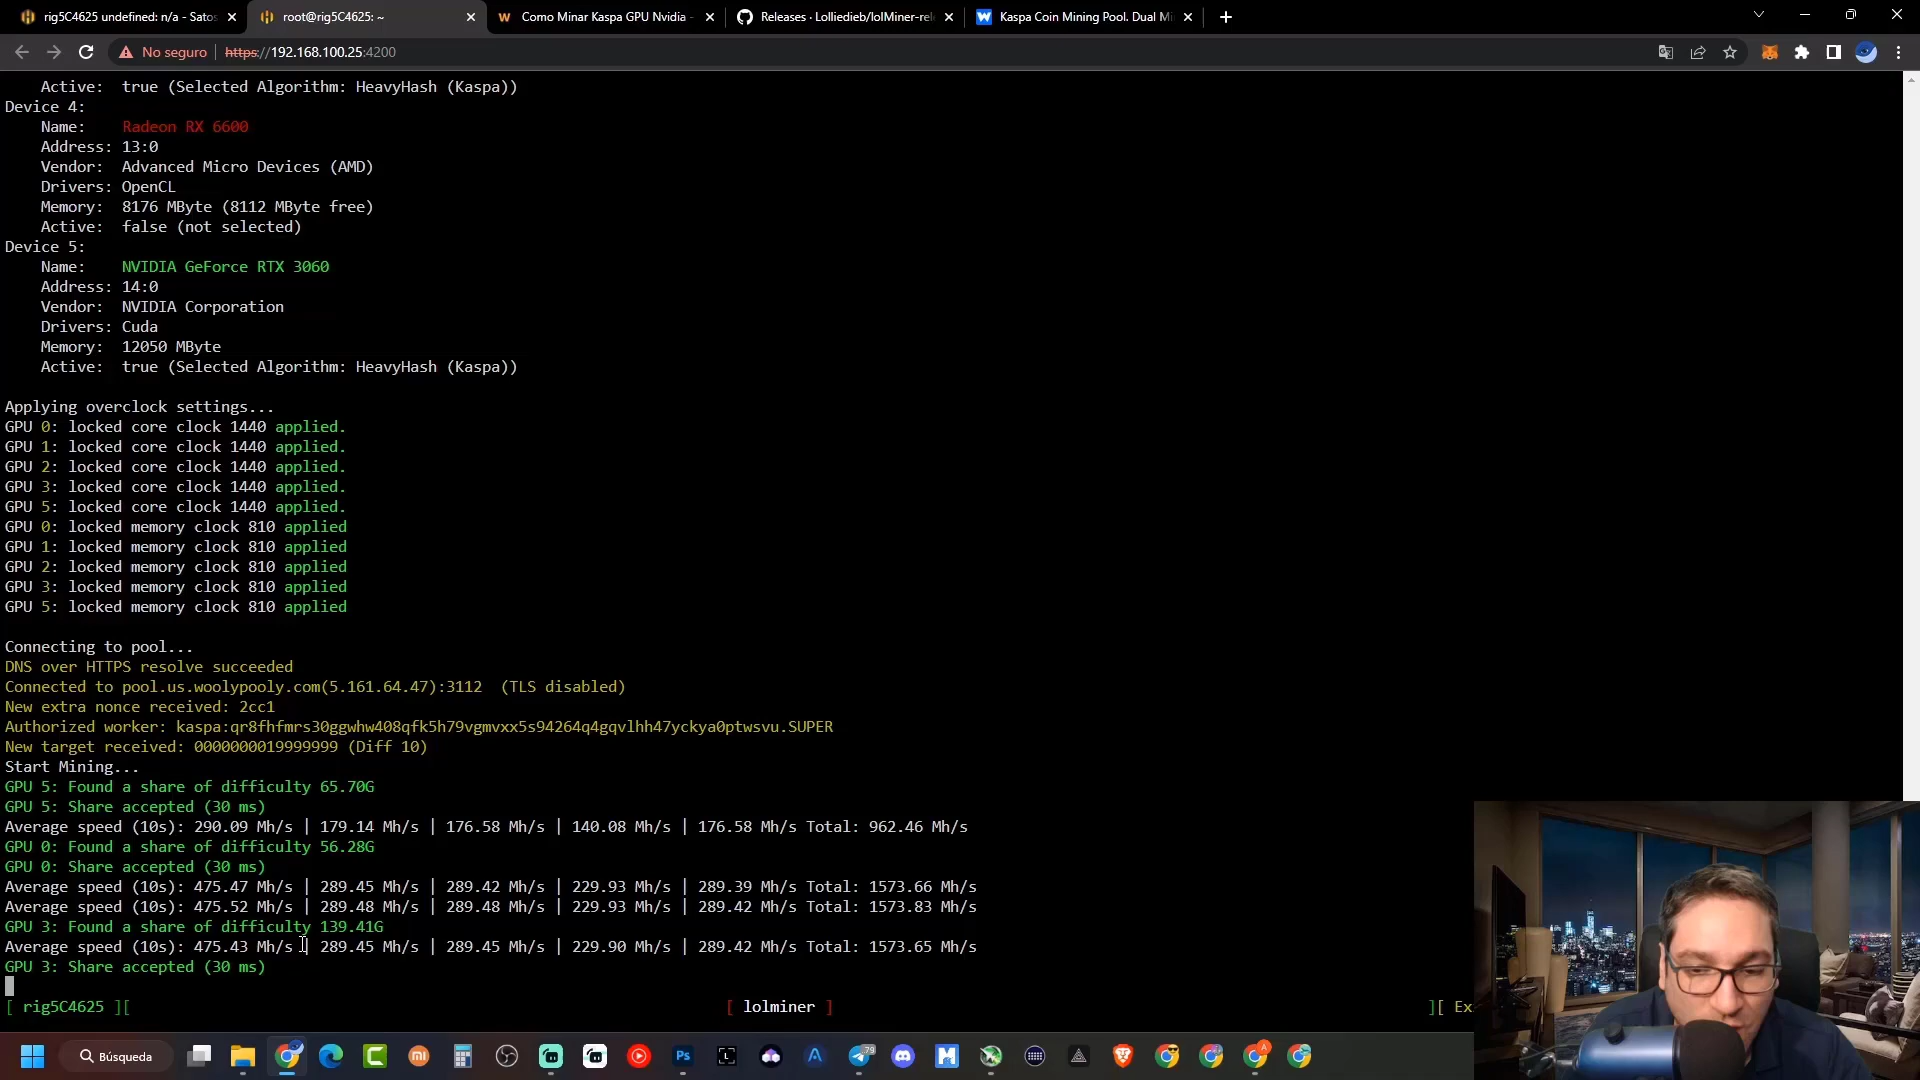 rig5C4625 undefined: n/a - Satos
root@rig5C4625: ~
Como Minar Kaspa GPU Nvidia -
Releases · Lolliedieb/lolMiner-rel
Kaspa Coin Mining Pool. Dual Mi
No seguro
https://192.168.100.25:4200
Active: true (Selected Algorithm: HeavyHash (Kaspa))
Device 4:
Name: Radeon RX 6600
Address: 13:0
Vendor: Advanced Micro Devices (AMD)
Drivers: OpenCL
Memory: 8176 MByte (8112 MByte free)
Active: false (not selected)
Device 5:
Name: NVIDIA GeForce RTX 3060
Address: 14:0
Vendor: NVIDIA Corporation
Drivers: Cuda
Memory: 12050 MByte
Active: true (Selected Algorithm: HeavyHash (Kaspa))
Applying overclock settings...
GPU 0: locked core clock 1440 applied.
GPU 1: locked core clock 1440 applied.
GPU 2: locked core clock 1440 applied.
GPU 3: locked core clock 1440 applied.
GPU 5: locked core clock 1440 applied.
GPU 0: locked memory clock 810 applied
GPU 1: locked memory clock 810 applied
GPU 2: locked memory clock 810 applied
GPU 3: locked memory clock 810 applied
GPU 5: locked memory clock 810 applied
Connecting to pool...
DNS over HTTPS resolve succeeded
Connected to pool.us.woolypooly.com(5.161.64.47):3112 (TLS disabled)
New extra nonce received: 2cc1
Authorized worker: kaspa:qr8fhfmrs30ggwhw408qfk5h79vgmvxx5s94264q4gqvlhh47yckya0ptwsvu.SUPER
New target received: 0000000019999999 (Diff 10)
Start Mining...
GPU 5: Found a share of difficulty 65.70G
GPU 5: Share accepted (30 ms)
Average speed (10s): 290.09 Mh/s | 179.14 Mh/s | 176.58 Mh/s | 140.08 Mh/s | 176.58 Mh/s Total: 962.46 Mh/s
GPU 0: Found a share of difficulty 56.28G
GPU 0: Share accepted (30 ms)
Average speed (10s): 475.47 Mh/s | 289.45 Mh/s | 289.42 Mh/s | 229.93 Mh/s | 289.39 Mh/s Total: 1573.66 Mh/s
Average speed (10s): 475.52 Mh/s | 289.48 Mh/s | 289.48 Mh/s | 229.93 Mh/s | 289.42 Mh/s Total: 1573.83 Mh/s
GPU 3: Found a share of difficulty 139.41G
Average speed (10s): 475.43 Mh/s | 289.45 Mh/s | 289.45 Mh/s | 229.90 Mh/s | 289.42 Mh/s Total: 1573.65 Mh/s
GPU 3: Share accepted (30 ms)
[ rig5C4625 ][ [ lolminer ] ][ Ex
Búsqueda